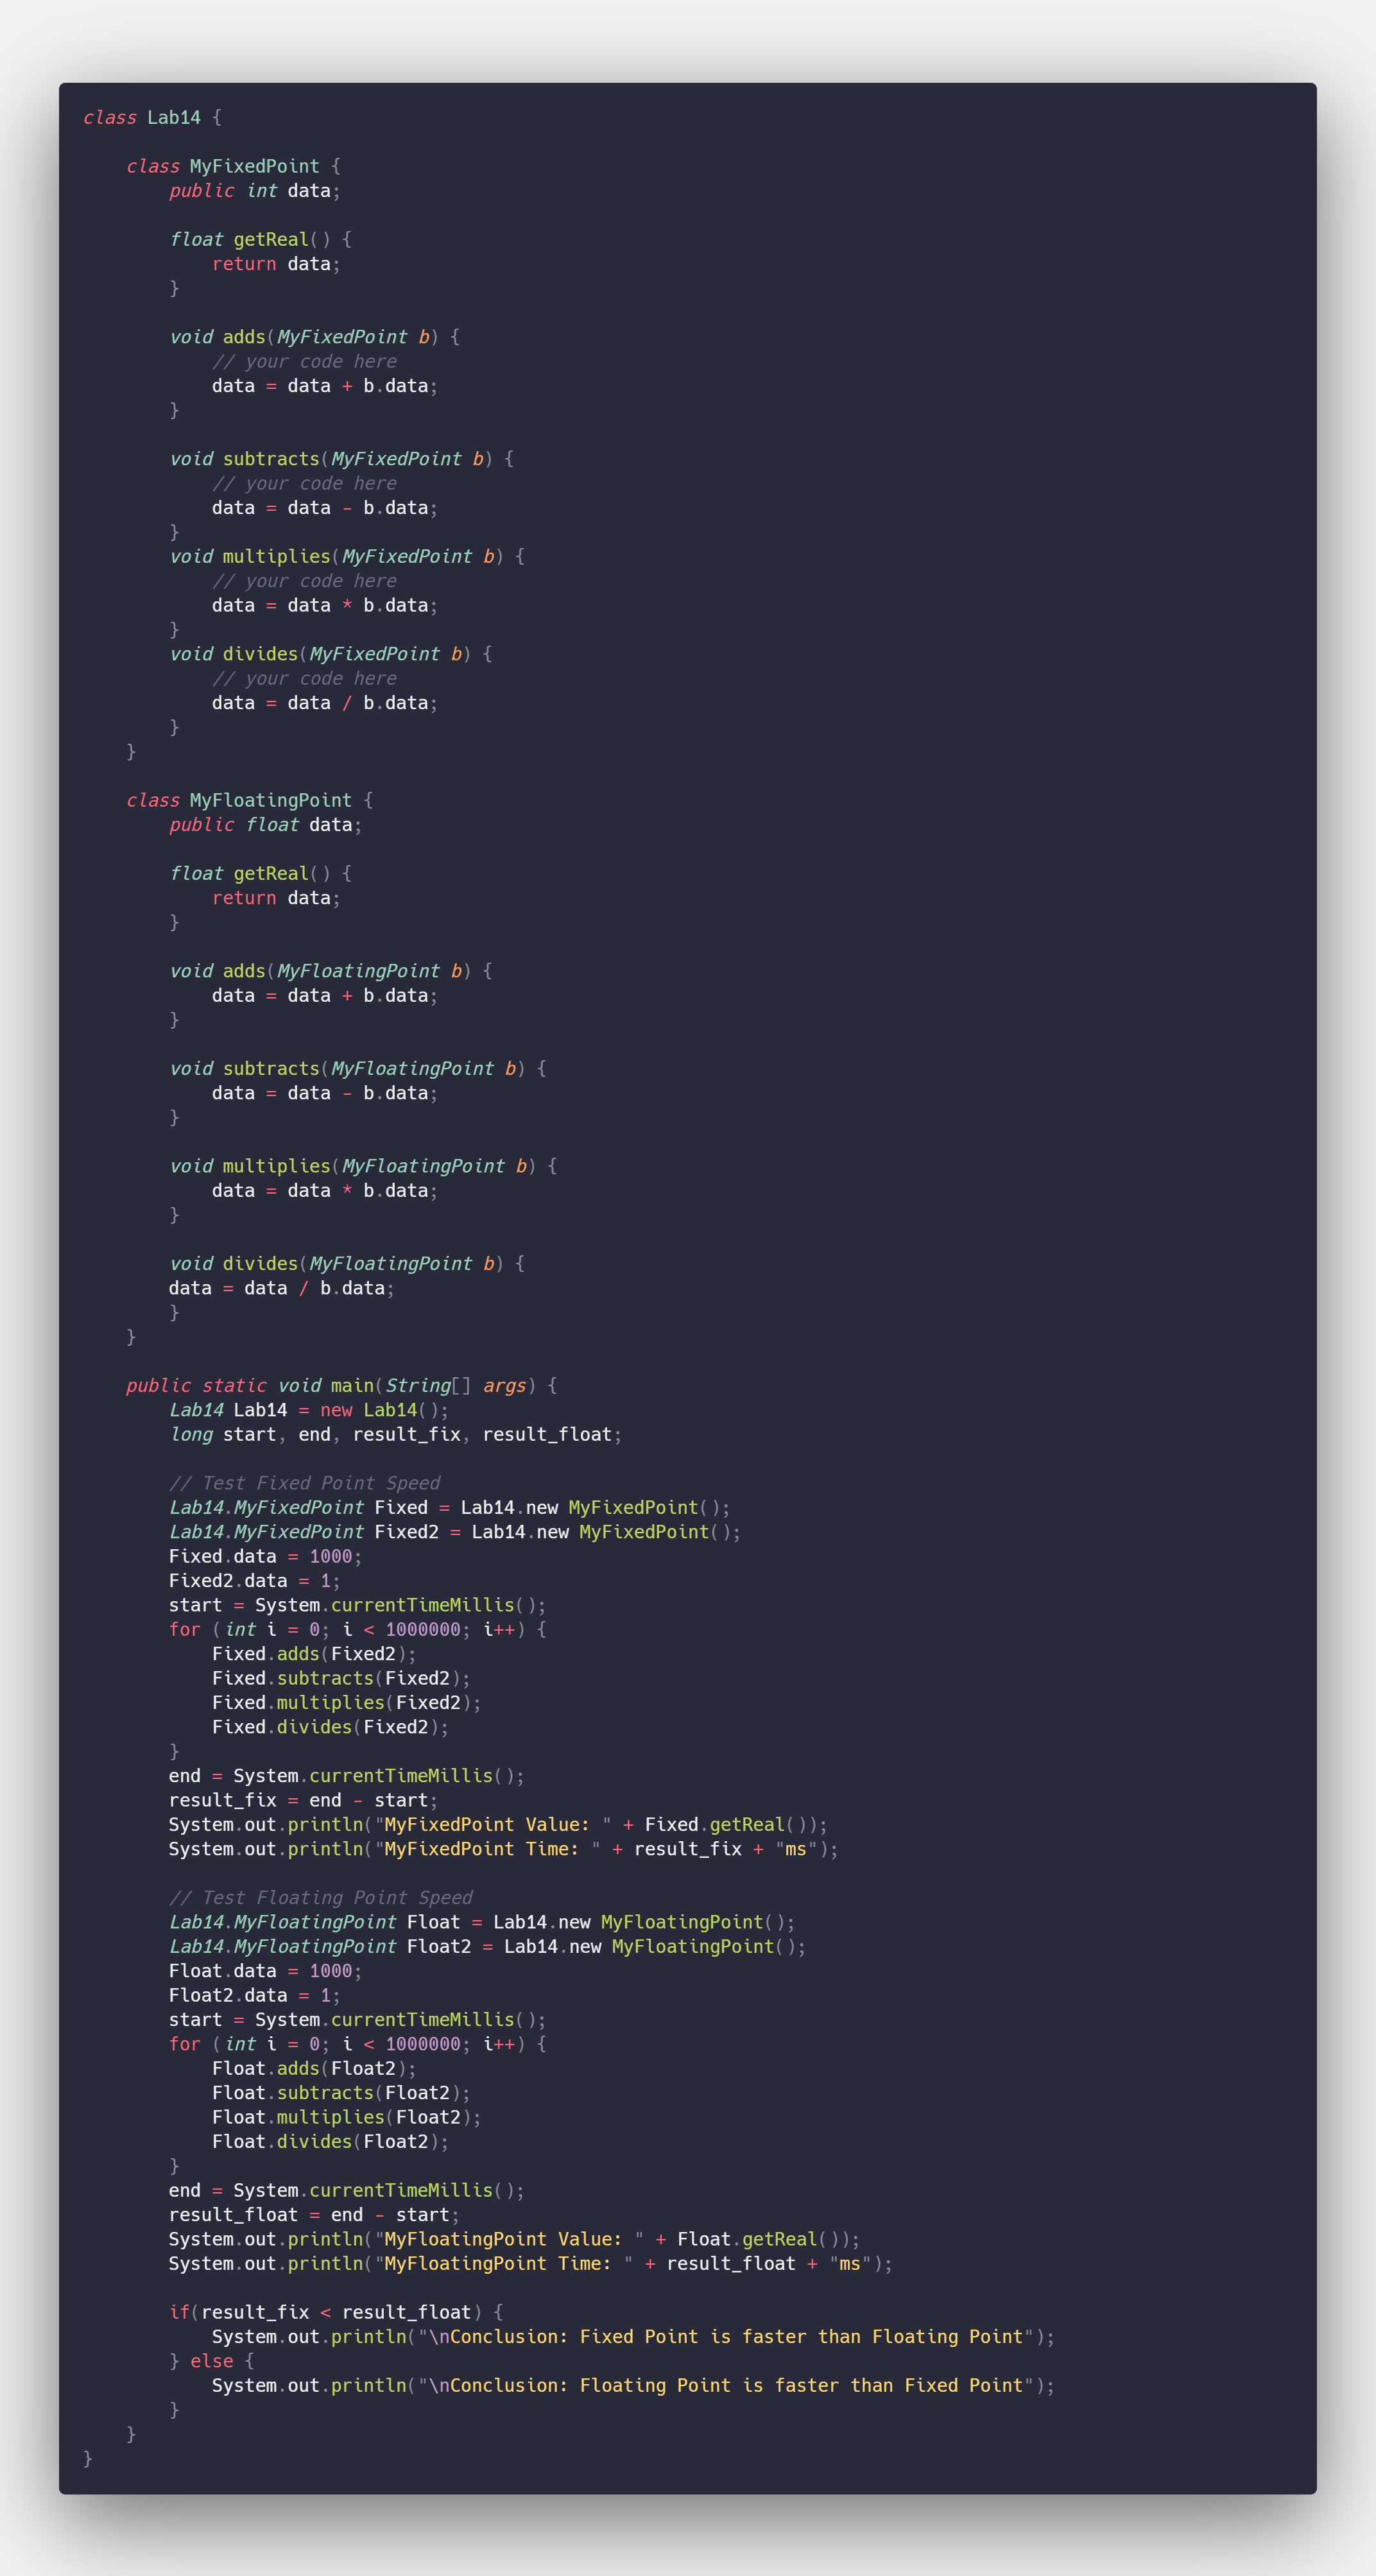 class Lab14 {

    class MyFixedPoint {
        public int data;

        float getReal() {
            return data;
        }

        void adds(MyFixedPoint b) {
            // your code here
            data = data + b.data;
        }

        void subtracts(MyFixedPoint b) {
            // your code here
            data = data - b.data;
        }
        void multiplies(MyFixedPoint b) {
            // your code here
            data = data * b.data;
        }
        void divides(MyFixedPoint b) {
            // your code here
            data = data / b.data;
        }
    }

    class MyFloatingPoint {
        public float data;

        float getReal() {
            return data;
        }

        void adds(MyFloatingPoint b) {
            data = data + b.data;
        }

        void subtracts(MyFloatingPoint b) {
            data = data - b.data;
        }

        void multiplies(MyFloatingPoint b) {
            data = data * b.data;
        }

        void divides(MyFloatingPoint b) {
        data = data / b.data;
        }
    }

    public static void main(String[] args) {
        Lab14 Lab14 = new Lab14();
        long start, end, result_fix, result_float;

        // Test Fixed Point Speed
        Lab14.MyFixedPoint Fixed = Lab14.new MyFixedPoint();
        Lab14.MyFixedPoint Fixed2 = Lab14.new MyFixedPoint();
        Fixed.data = 1000;
        Fixed2.data = 1;
        start = System.currentTimeMillis();
        for (int i = 0; i < 1000000; i++) {
            Fixed.adds(Fixed2);
            Fixed.subtracts(Fixed2);
            Fixed.multiplies(Fixed2);
            Fixed.divides(Fixed2);
        }
        end = System.currentTimeMillis();
        result_fix = end - start;
        System.out.println("MyFixedPoint Value: " + Fixed.getReal());
        System.out.println("MyFixedPoint Time: " + result_fix + "ms");

        // Test Floating Point Speed
        Lab14.MyFloatingPoint Float = Lab14.new MyFloatingPoint();
        Lab14.MyFloatingPoint Float2 = Lab14.new MyFloatingPoint();
        Float.data = 1000;
        Float2.data = 1;
        start = System.currentTimeMillis();
        for (int i = 0; i < 1000000; i++) {
            Float.adds(Float2);
            Float.subtracts(Float2);
            Float.multiplies(Float2);
            Float.divides(Float2);
        }
        end = System.currentTimeMillis();
        result_float = end - start;
        System.out.println("MyFloatingPoint Value: " + Float.getReal());
        System.out.println("MyFloatingPoint Time: " + result_float + "ms");

        if(result_fix < result_float) {
            System.out.println("\nConclusion: Fixed Point is faster than Floating Point");
        } else {
            System.out.println("\nConclusion: Floating Point is faster than Fixed Point");
        }
    }
}